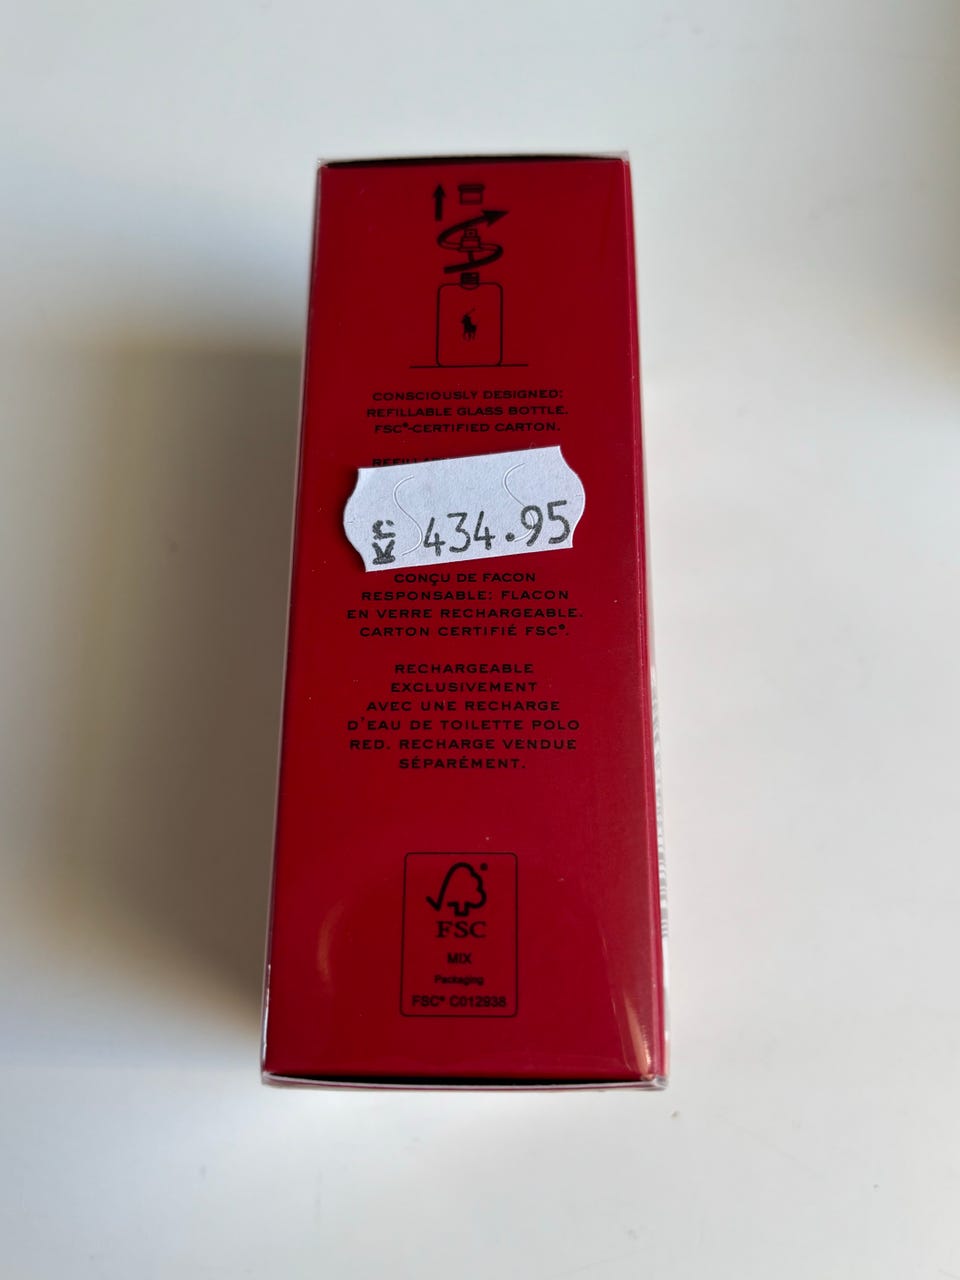 CONSCIOUSLY DESIGNED:
REFILLABLE GLASS BOTTLE.
FSC®-CERTIFIED CARTON.
Kr. 434.95
CONÇU DE FACON
RESPONSABLE: FLACON
EN VERRE RECHARGEABLE.
CARTON CERTIFIÉ FSC®.
RECHARGEABLE
EXCLUSIVEMENT
AVEC UNE RECHARGE
D'EAU DE TOILETTE POLO
RED. RECHARGE VENDUE
SÉPARÉMENT.
FSC
MIX
Packaging
FSC® C012938